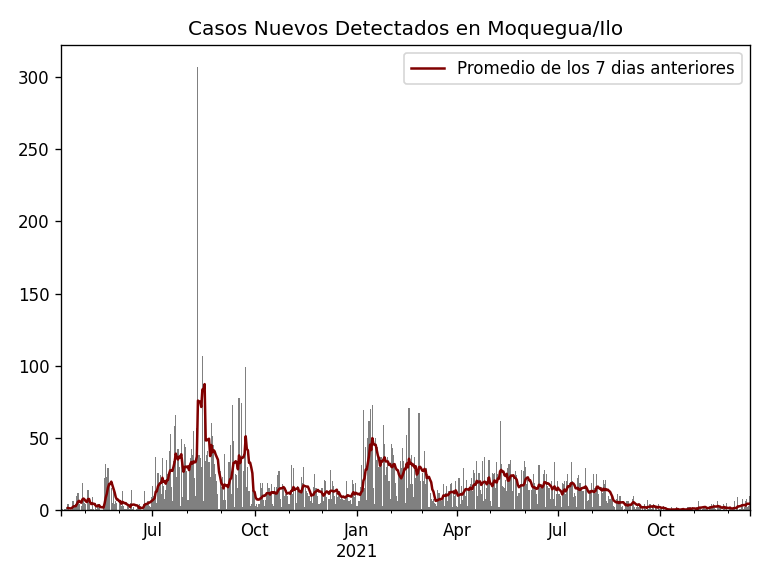 Casos Nuevos Detectados en Moquegua/Ilo
Promedio de los 7 dias anteriores
300
250
200
150
100
50
0
Jul Oct Jan Apr Jul Oct
2021